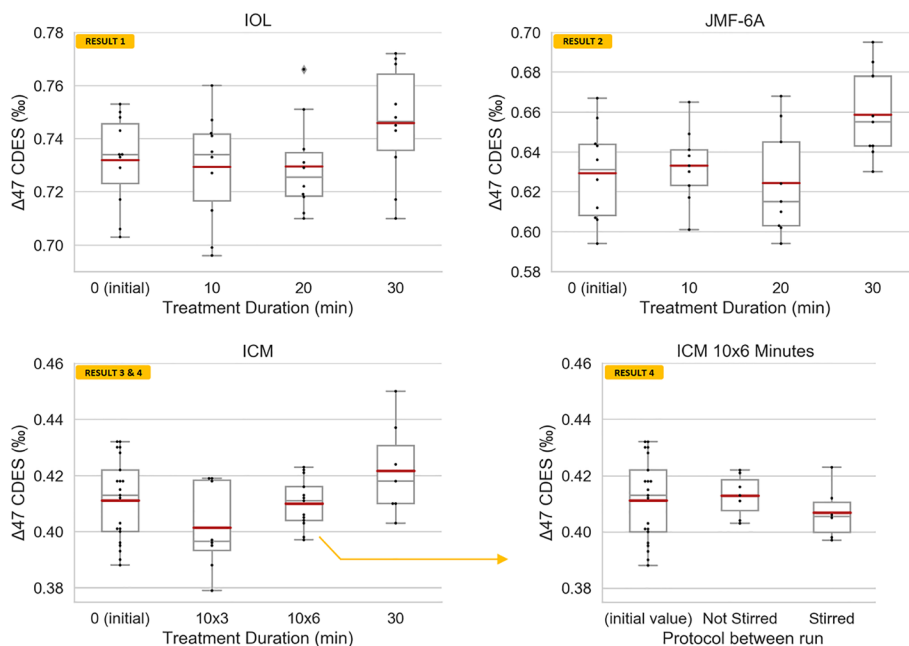 IOL
RESULT 1
0.78
0.76
0.74
0.72
0.70
Δ47 CDES (‰)
0 (initial) 10 20 30
Treatment Duration (min)
JMF-6A
RESULT 2
0.70
0.68
0.66
0.64
0.62
0.60
0.58
Δ47 CDES (‰)
0 (initial) 10 20 30
Treatment Duration (min)
ICM
RESULT 3 & 4
0.46
0.44
0.42
0.40
0.38
Δ47 CDES (‰)
0 (initial) 10x3 10x6 30
Treatment Duration (min)
ICM 10x6 Minutes
RESULT 4
0.46
0.44
0.42
0.40
0.38
Δ47 CDES (‰)
(initial value) Not Stirred Stirred
Protocol between run